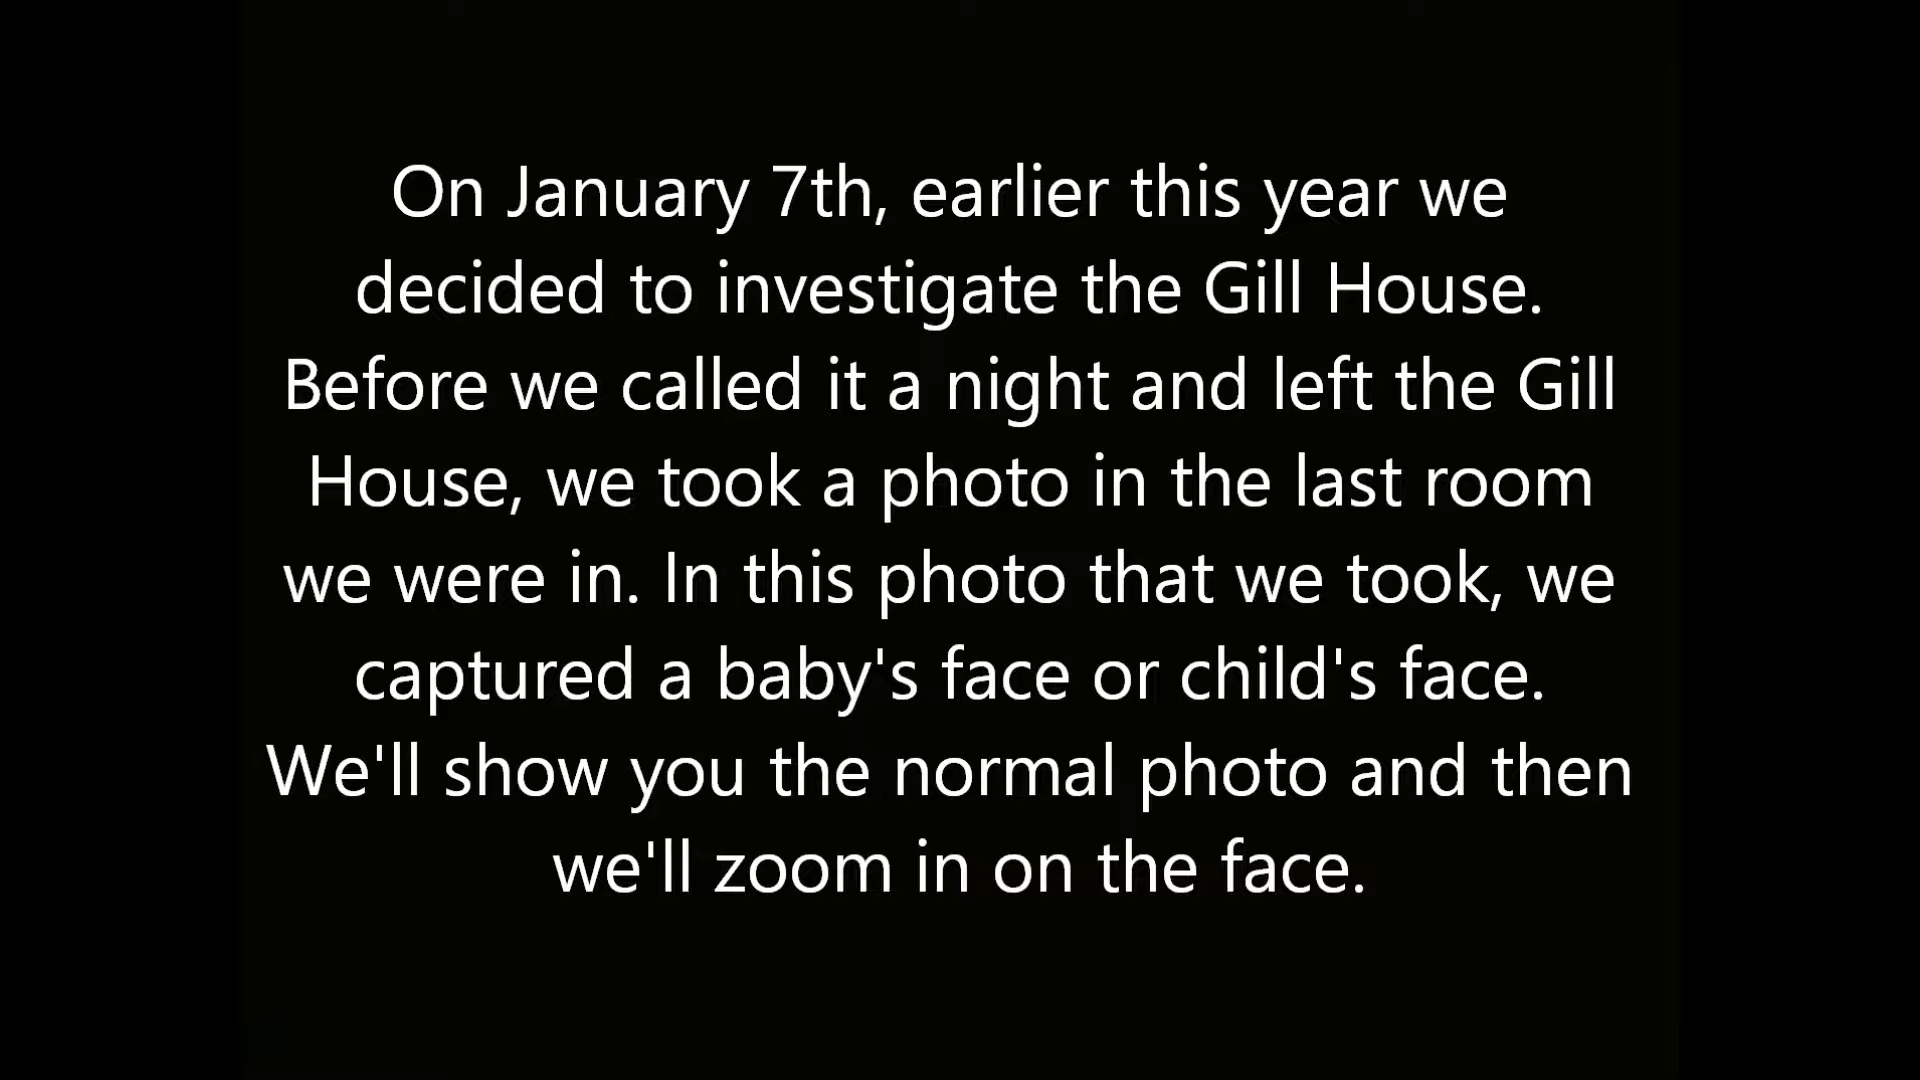 On January 7th, earlier this year we
decided to investigate the Gill House.
Before we called it a night and left the Gill
House, we took a photo in the last room
we were in. In this photo that we took, we
captured a baby's face or child's face.
We'll show you the normal photo and then
we'll zoom in on the face.